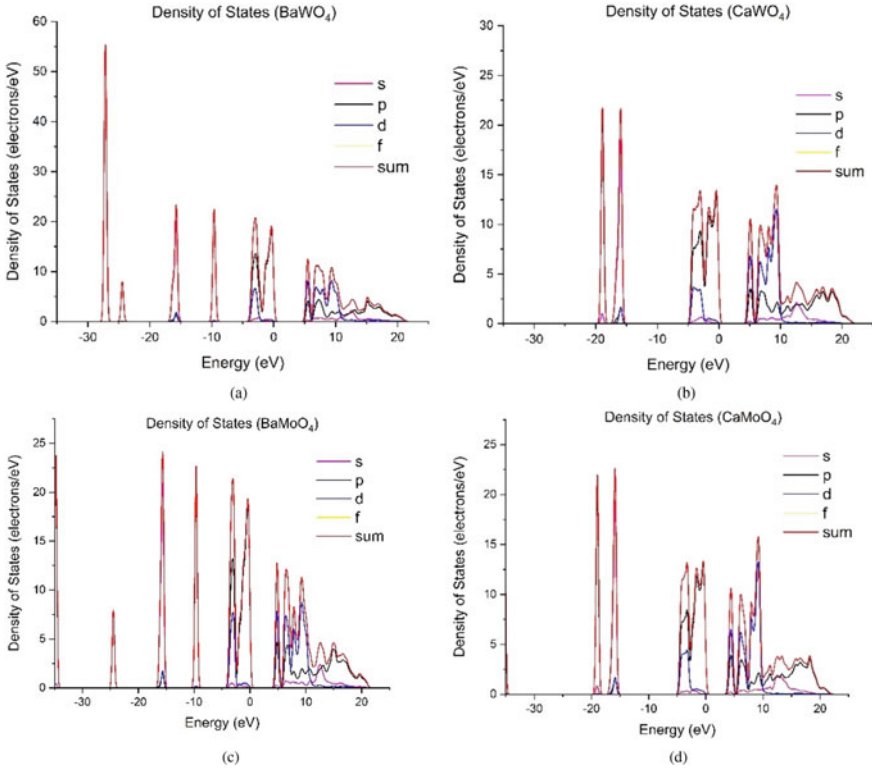 Density of States (BaWO₄)
60
50
40
30
20
10
0
Density of States (electrons/eV)
s
p
d
f
sum
-30
-20
-10
0
10
20
Energy (eV)
(a)
Density of States (CaWO₄)
30
25
20
15
10
5
0
Density of States (electrons/eV)
s
p
d
f
sum
-30
-20
-10
0
10
20
Energy (eV)
(b)
Density of States (BaMoO₄)
25
20
15
10
5
0
Density of States (electrons/eV)
s
p
d
f
sum
-30
-20
-10
0
10
20
Energy (eV)
(c)
Density of States (CaMoO₄)
25
20
15
10
5
0
Density of States (electrons/eV)
s
p
d
f
sum
-30
-20
-10
0
10
20
Energy (eV)
(d)